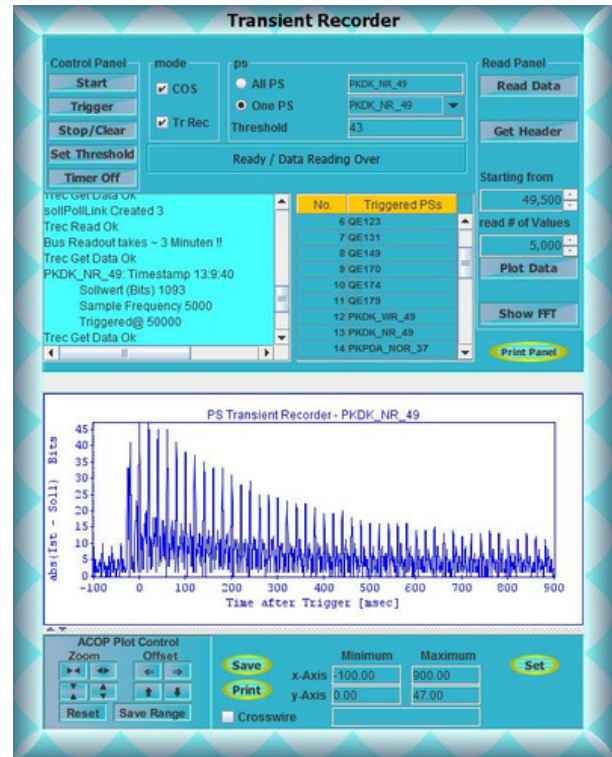 Transient Recorder
Control Panel
Start
Trigger
Stop/Clear
Set Threshold
Timer Off
mode
COS
Tr Rec
ps
All PS PKDK_NR_49
One PS PKDK_NR_49
Threshold 43
Ready / Data Reading Over
Read Panel
Read Data
Get Header
Starting from
49,500
read # of Values
5,000
Plot Data
Show FFT
Print Panel
Trec Get Data Ok
sollPollLink Created 3
Trec Read Ok
Bus Readout takes ~ 3 Minuten !!
Trec Get Data Ok
PKDK_NR_49: Timestamp 13:9:40
Sollwert (Bits) 1093
Sample Frequency 5000
Triggered@ 50000
Trec Get Data Ok
No. Triggered PSs
6 QE123
7 QE131
8 QE149
9 QE170
10 QE174
11 QE179
12 PKDK_WR_49
13 PKDK_NR_49
14 PKPDA_NOR_37
PS Transient Recorder - PKDK_NR_49
abs(Ist - Soll) Bits
45
40
35
30
25
20
15
10
5
0
-100 0 100 200 300 400 500 600 700 800 900
Time after Trigger [msec]
ACOP Plot Control
Zoom Offset
Reset Save Range
Save
Print
Crosswire
Minimum Maximum
x-Axis -100.00 900.00
y-Axis 0.00 47.00
Set